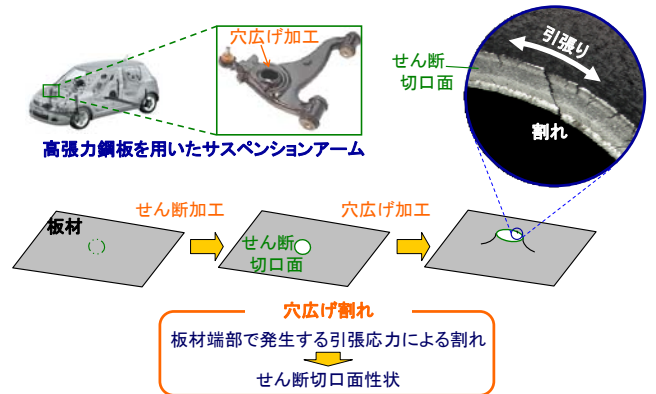 穴広げ加工
高張力鋼板を用いたサスペンションアーム
せん断
切口面
引張り
割れ
板材
せん断加工
せん断
切口面
穴広げ加工
穴広げ割れ
板材端部で発生する引張応力による割れ
せん断切口面性状